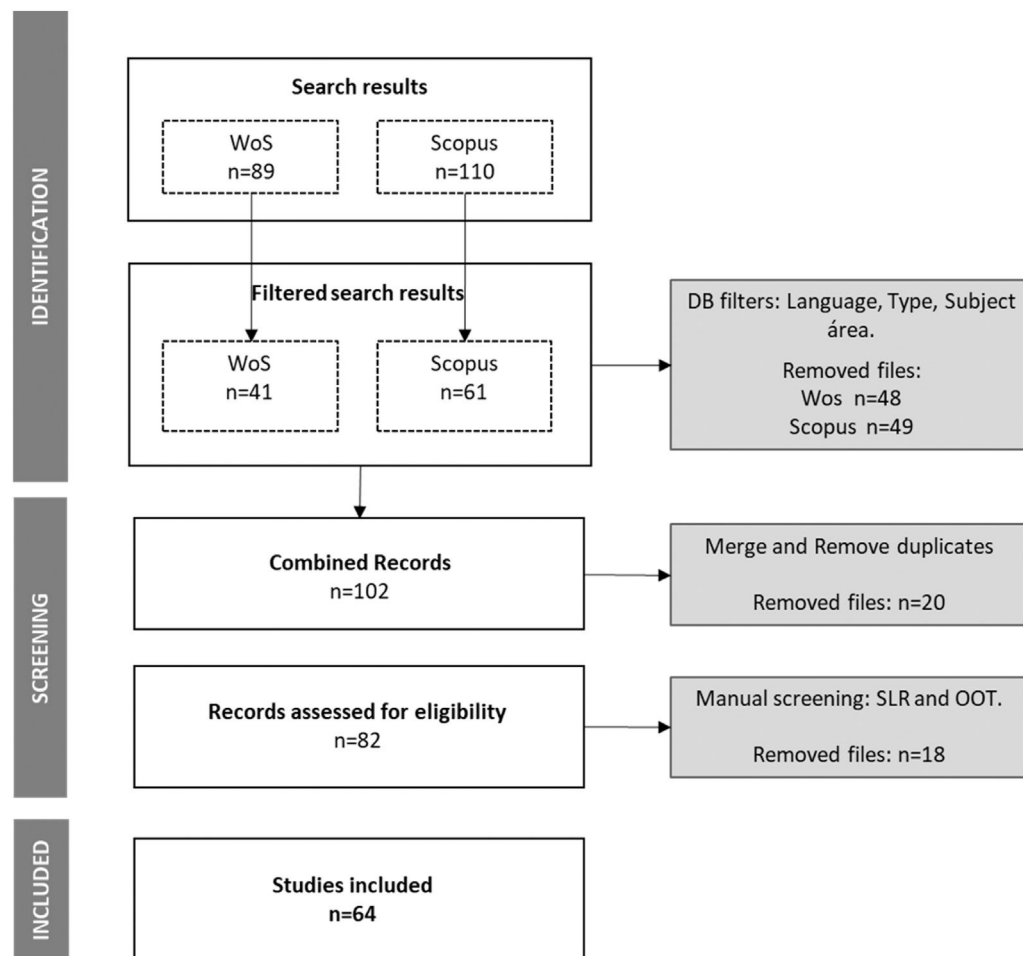 IDENTIFICATION
Search results
WoS
n=89
Scopus
n=110
Filtered search results
WoS
n=41
Scopus
n=61
DB filters: Language, Type, Subject
área.
Removed files:
Wos n=48
Scopus n=49
SCREENING
Combined Records
n=102
Merge and Remove duplicates
Removed files: n=20
Records assessed for eligibility
n=82
Manual screening: SLR and OOT.
Removed files: n=18
INCLUDED
Studies included
n=64